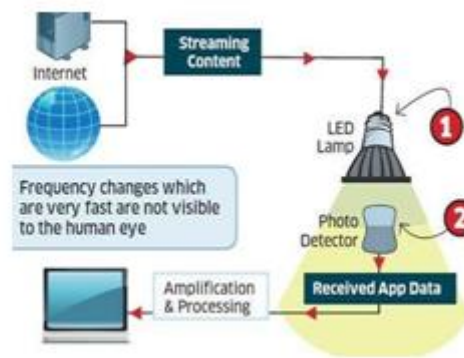 Streaming
Content
Internet
LED
Lamp
1
Frequency changes which
are very fast are not visible
to the human eye
Photo
Detector
2
Amplification
& Processing
Received App Data